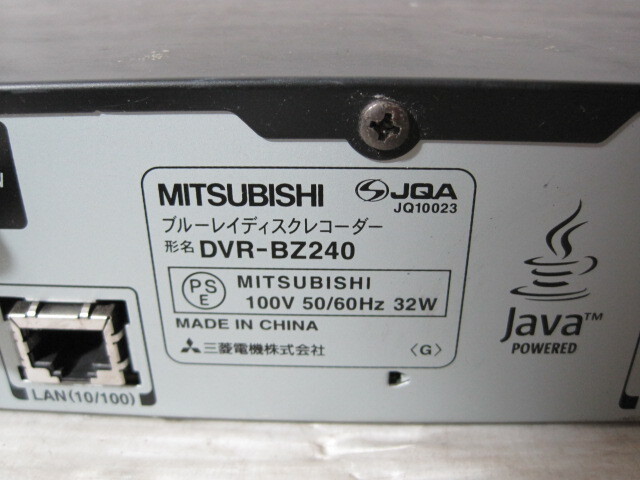 MITSUBISHI
JQA
JQ10023
ブルーレイディスクレコーダー
形名 DVR-BZ240
PS
E
MITSUBISHI
100V 50/60Hz 32W
MADE IN CHINA
三菱電機株式会社
〈G〉
LAN(10/100)
Java™
POWERED